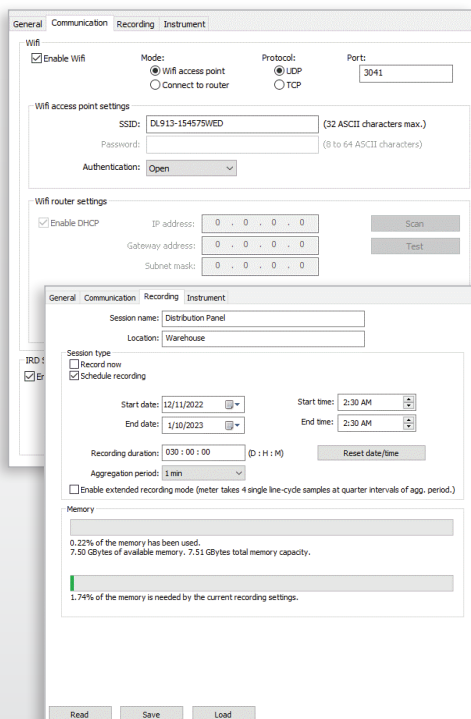 General Communication Recording Instrument
Wifi
Enable Wifi
Mode:
Wifi access point
Connect to router
Protocol:
UDP
TCP
Port:
3041
Wifi access point settings
SSID: DL913-154575WED (32 ASCII characters max.)
Password: (8 to 64 ASCII characters)
Authentication: Open
Wifi router settings
Enable DHCP
IP address: 0 . 0 . 0 . 0
Scan
Gateway address: 0 . 0 . 0 . 0
Test
Subnet mask: 0 . 0 . 0 . 0
General Communication Recording Instrument
Session name: Distribution Panel
Location: Warehouse
Session type
Record now
Schedule recording
Start date: 12/11/2022 Start time: 2:30 AM
End date: 1/10/2023 End time: 2:30 AM
Recording duration: 030 : 00 : 00 (D : H : M) Reset date/time
Aggregation period: 1 min
Enable extended recording mode (meter takes 4 single line-cycle samples at quarter intervals of agg. period.)
Memory
0.22% of the memory has been used.
7.50 GBytes of available memory. 7.51 GBytes total memory capacity.
1.74% of the memory is needed by the current recording settings.
Read Save Load
IRD